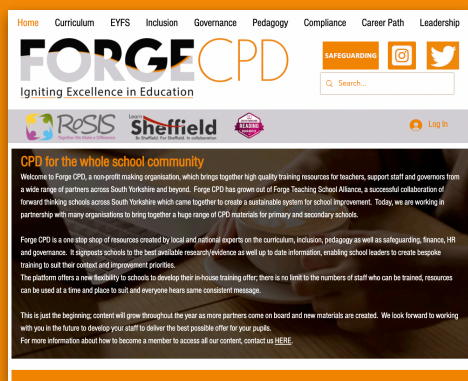 Home Curriculum EYFS Inclusion Governance Pedagogy Compliance Career Path Leadership
FORGECPD
Igniting Excellence in Education
SAFEGUARDING
Search...
RoSIS
Together We Make a Difference
Learn
Sheffield
Be Sheffield. For Sheffield. In collaboration
READING
Log In
CPD for the whole school community
Welcome to Forge CPD, a non-profit making organisation, which brings together high quality training resources for teachers, support staff and governors from
a wide range of partners across South Yorkshire and beyond. Forge CPD has grown out of Forge Teaching School Alliance, a successful collaboration of
forward thinking schools across South Yorkshire which came together to create a sustainable system for school improvement. Today, we are working in
partnership with many organisations to bring together a huge range of CPD materials for primary and secondary schools.
Forge CPD is a one stop shop of resources created by local and national experts on the curriculum, inclusion, pedagogy as well as safeguarding, finance, HR
and governance. It signposts schools to the best available research/evidence as well up to date information, enabling school leaders to create bespoke
training to suit their context and improvement priorities.
The platform offers a new flexibility to schools to develop their in-house training offer; there is no limit to the numbers of staff who can be trained, resources
can be used at a time and place to suit and everyone hears same consistent message.
This is just the beginning; content will grow throughout the year as more partners come on board and new materials are created. We look forward to working
with you in the future to develop your staff to deliver the best possible offer for your pupils.
For more information about how to become a member to access all our content, contact us HERE.